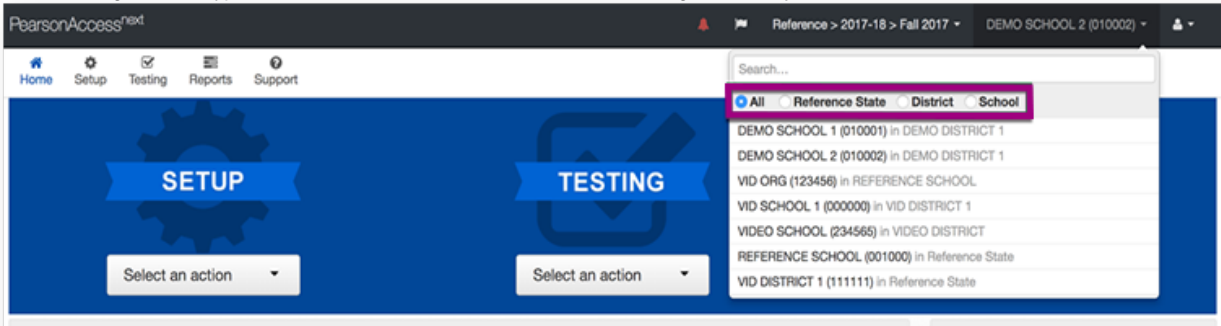 PearsonAccessnext
Reference > 2017-18 > Fall 2017
DEMO SCHOOL 2 (010002)
Home
Setup
Testing
Reports
Support
Search...
All Reference State District School
DEMO SCHOOL 1 (010001) in DEMO DISTRICT 1
DEMO SCHOOL 2 (010002) in DEMO DISTRICT 1
VID ORG (123456) in REFERENCE SCHOOL
VID SCHOOL 1 (000000) in VID DISTRICT 1
VIDEO SCHOOL (234565) in VIDEO DISTRICT
REFERENCE SCHOOL (001000) in Reference State
VID DISTRICT 1 (111111) in Reference State
SETUP
Select an action
TESTING
Select an action